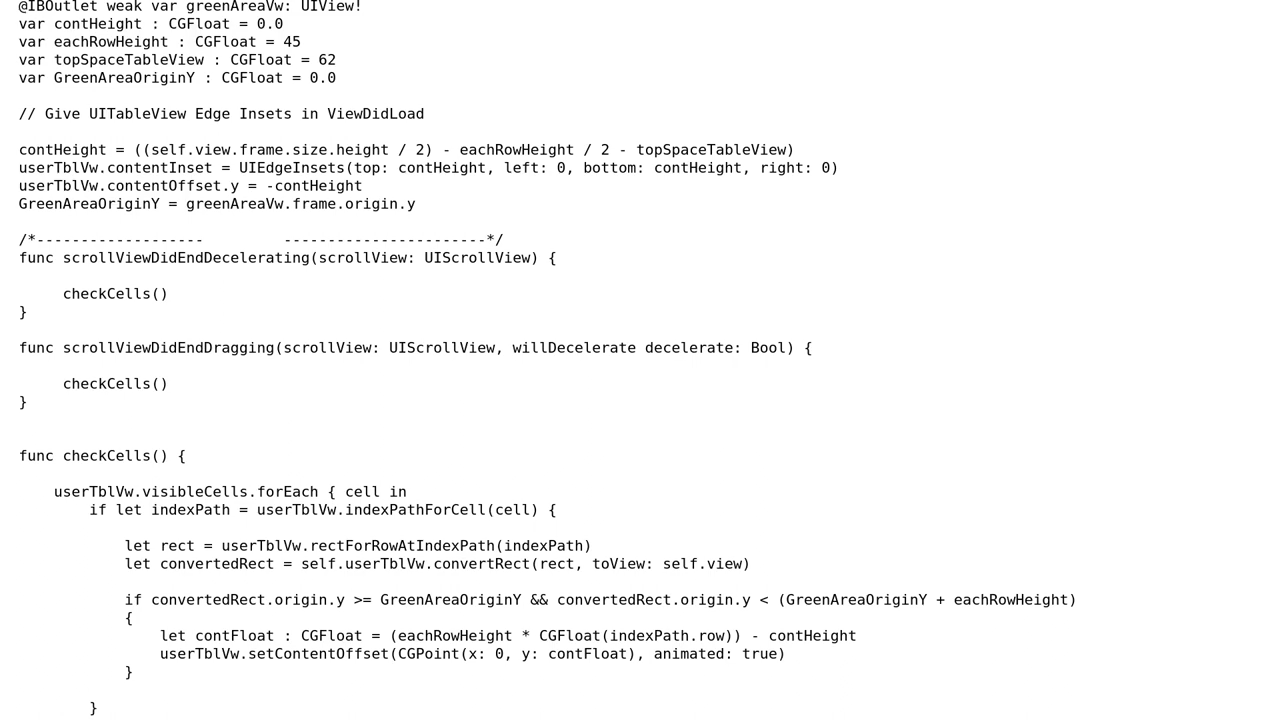 @IBOutlet weak var greenAreaVw: UIView!
var contHeight : CGFloat = 0.0
var eachRowHeight : CGFloat = 45
var topSpaceTableView : CGFloat = 62
var GreenAreaOriginY : CGFloat = 0.0
// Give UITableView Edge Insets in ViewDidLoad
contHeight = ((self.view.frame.size.height / 2) - eachRowHeight / 2 - topSpaceTableView)
userTblVw.contentInset = UIEdgeInsets(top: contHeight, left: 0, bottom: contHeight, right: 0)
userTblVw.contentOffset.y = -contHeight
GreenAreaOriginY = greenAreaVw.frame.origin.y
/*-------------------         -----------------------*/
func scrollViewDidEndDecelerating(scrollView: UIScrollView) {
     checkCells()
}
func scrollViewDidEndDragging(scrollView: UIScrollView, willDecelerate decelerate: Bool) {
     checkCells()
}
func checkCells() {
    userTblVw.visibleCells.forEach { cell in
        if let indexPath = userTblVw.indexPathForCell(cell) {
            let rect = userTblVw.rectForRowAtIndexPath(indexPath)
            let convertedRect = self.userTblVw.convertRect(rect, toView: self.view)
            if convertedRect.origin.y >= GreenAreaOriginY && convertedRect.origin.y < (GreenAreaOriginY + eachRowHeight)
            {
                let contFloat : CGFloat = (eachRowHeight * CGFloat(indexPath.row)) - contHeight
                userTblVw.setContentOffset(CGPoint(x: 0, y: contFloat), animated: true)
            }
        }